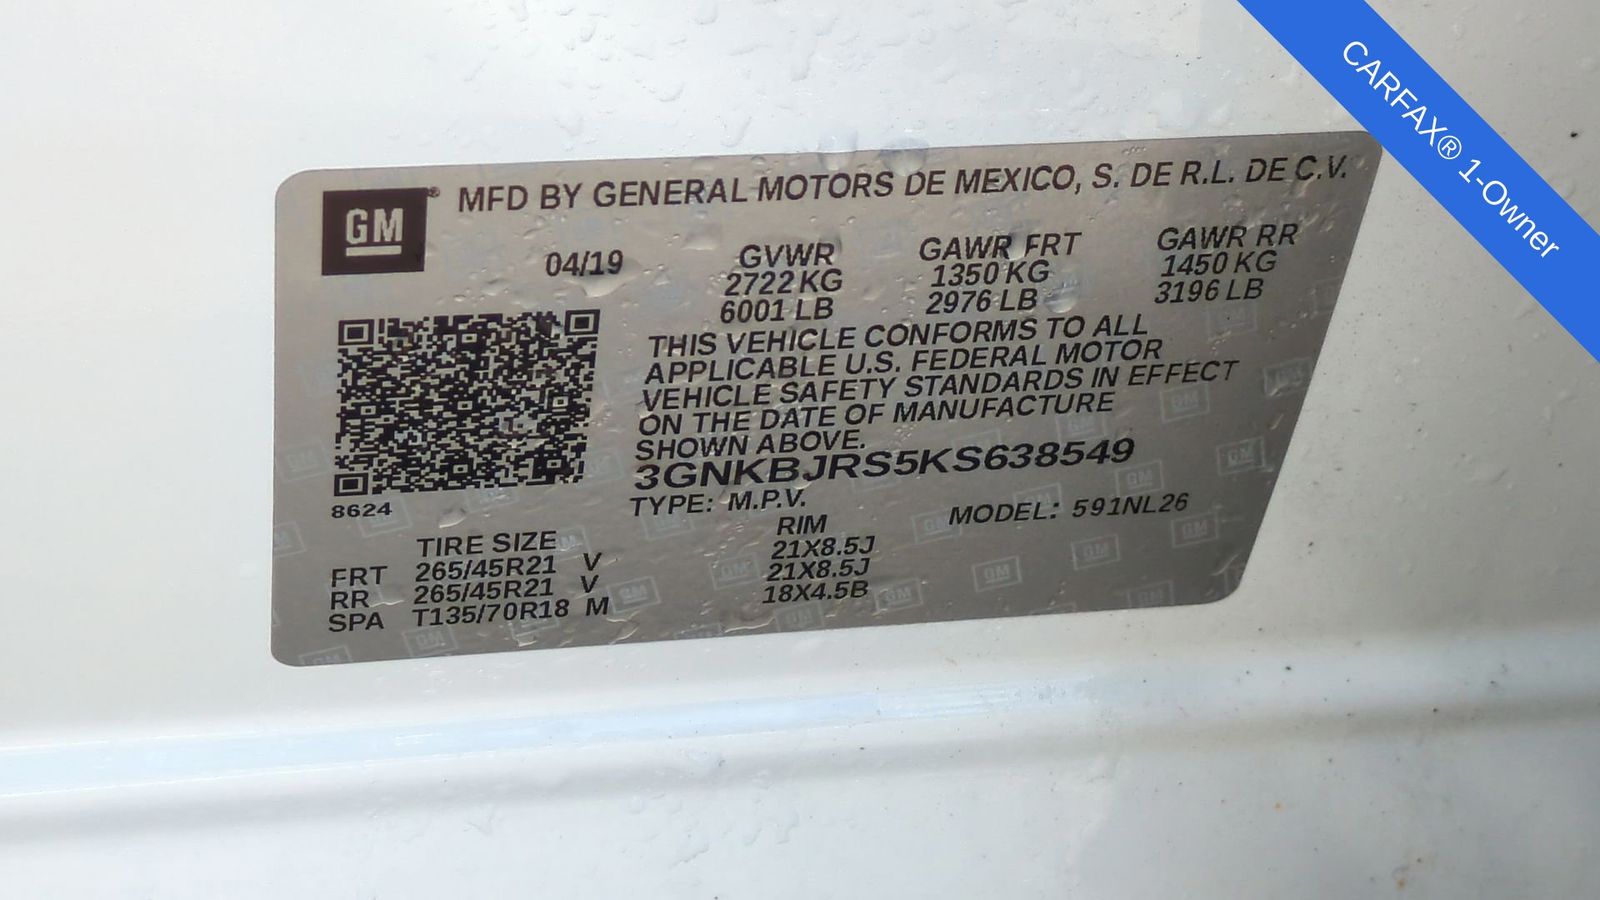 CARFAX® 1-Owner
GM® MFD BY GENERAL MOTORS DE MEXICO, S. DE R.L. DE C.V.
04/19 GVWR GAWR FRT GAWR RR
2722 KG 1350 KG 1450 KG
6001 LB 2976 LB 3196 LB
THIS VEHICLE CONFORMS TO ALL
APPLICABLE U.S. FEDERAL MOTOR
VEHICLE SAFETY STANDARDS IN EFFECT
ON THE DATE OF MANUFACTURE
SHOWN ABOVE.
3GNKBJRS5KS638549
8624
TYPE: M.P.V. MODEL: 591NL26
TIRE SIZE RIM
FRT 265/45R21 V 21X8.5J
RR 265/45R21 V 21X8.5J
SPA T135/70R18 M 18X4.5B